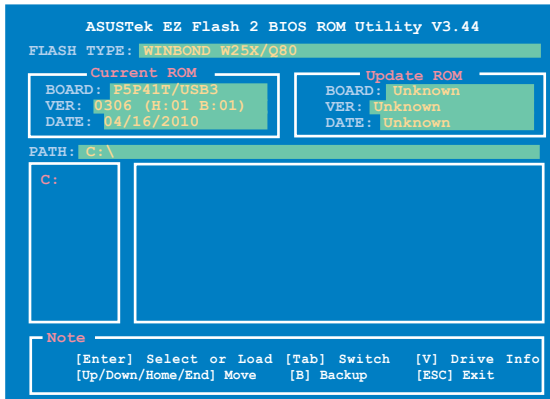 ASUSTek EZ Flash 2 BIOS ROM Utility V3.44
FLASH TYPE: WINBOND W25X/Q80
Current ROM
BOARD: P5P41T/USB3
VER: 0306 (H:01 B:01)
DATE: 04/16/2010
Update ROM
BOARD: Unknown
VER: Unknown
DATE: Unknown
PATH: C:\
C:
Note
[Enter] Select or Load [Tab] Switch [V] Drive Info
[Up/Down/Home/End] Move [B] Backup [ESC] Exit